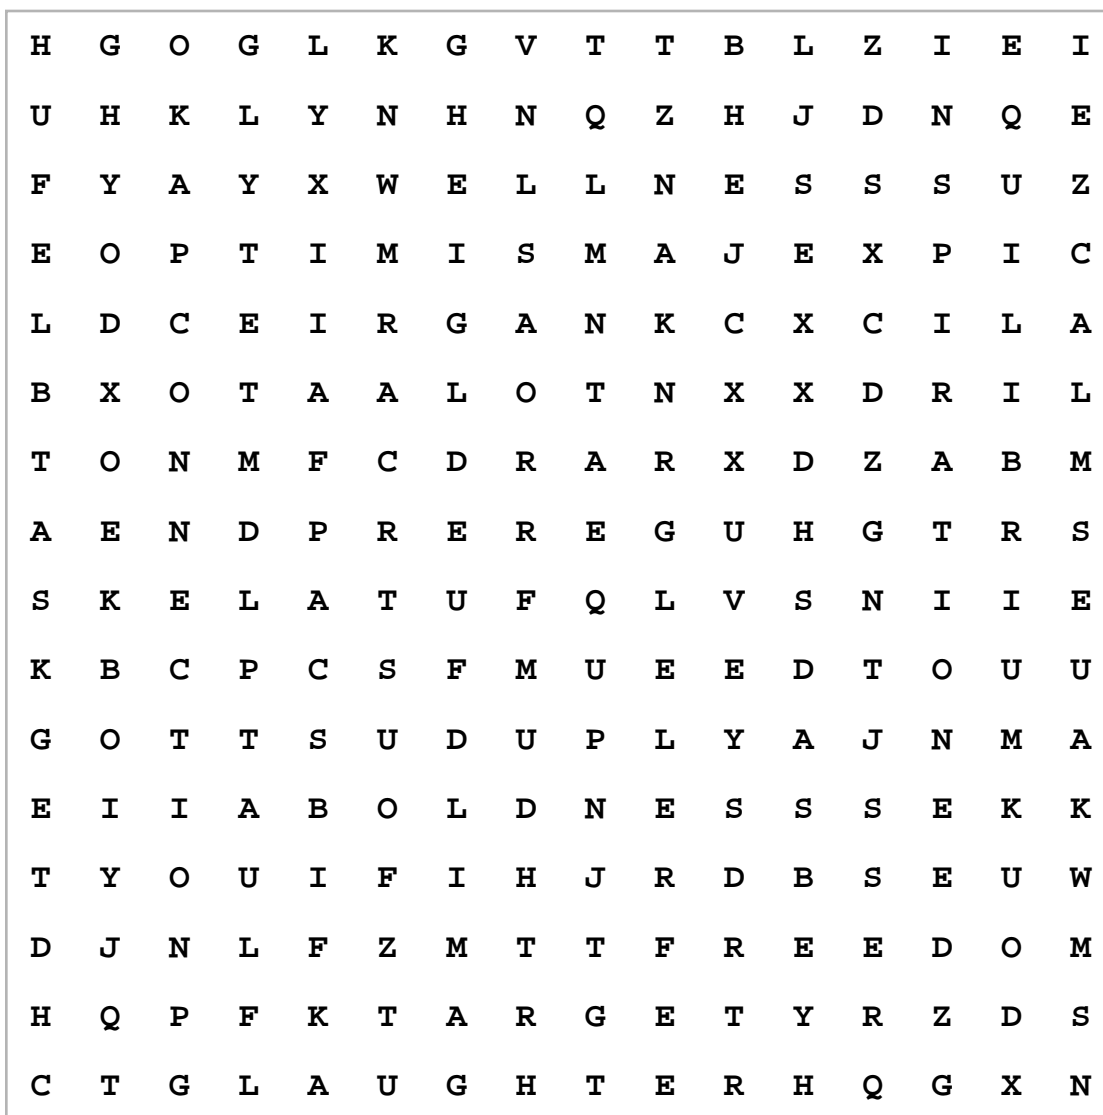 H G O G L K G V T T B L Z I E I
U H K L Y N H N Q Z H J D N Q E
F Y A Y X W E L L N E S S S U Z
E O P T I M I S M A J E X P I C
L D C E I R G A N K C X C I L A
B X O T A A L O T N X X D R I L
T O N M F C D R A R X D Z A B M
A E N D P R E R E G U H G T R S
S K E L A T U F Q L V S N I I E
K B C P C S F M U E E D T O U U
G O T T S U D U P L Y A J N M A
E I I A B O L D N E S S S E K K
T Y O U I F I H J R D B S E U W
D J N L F Z M T T F R E E D O M
H Q P F K T A R G E T Y R Z D S
C T G L A U G H T E R H Q G X N